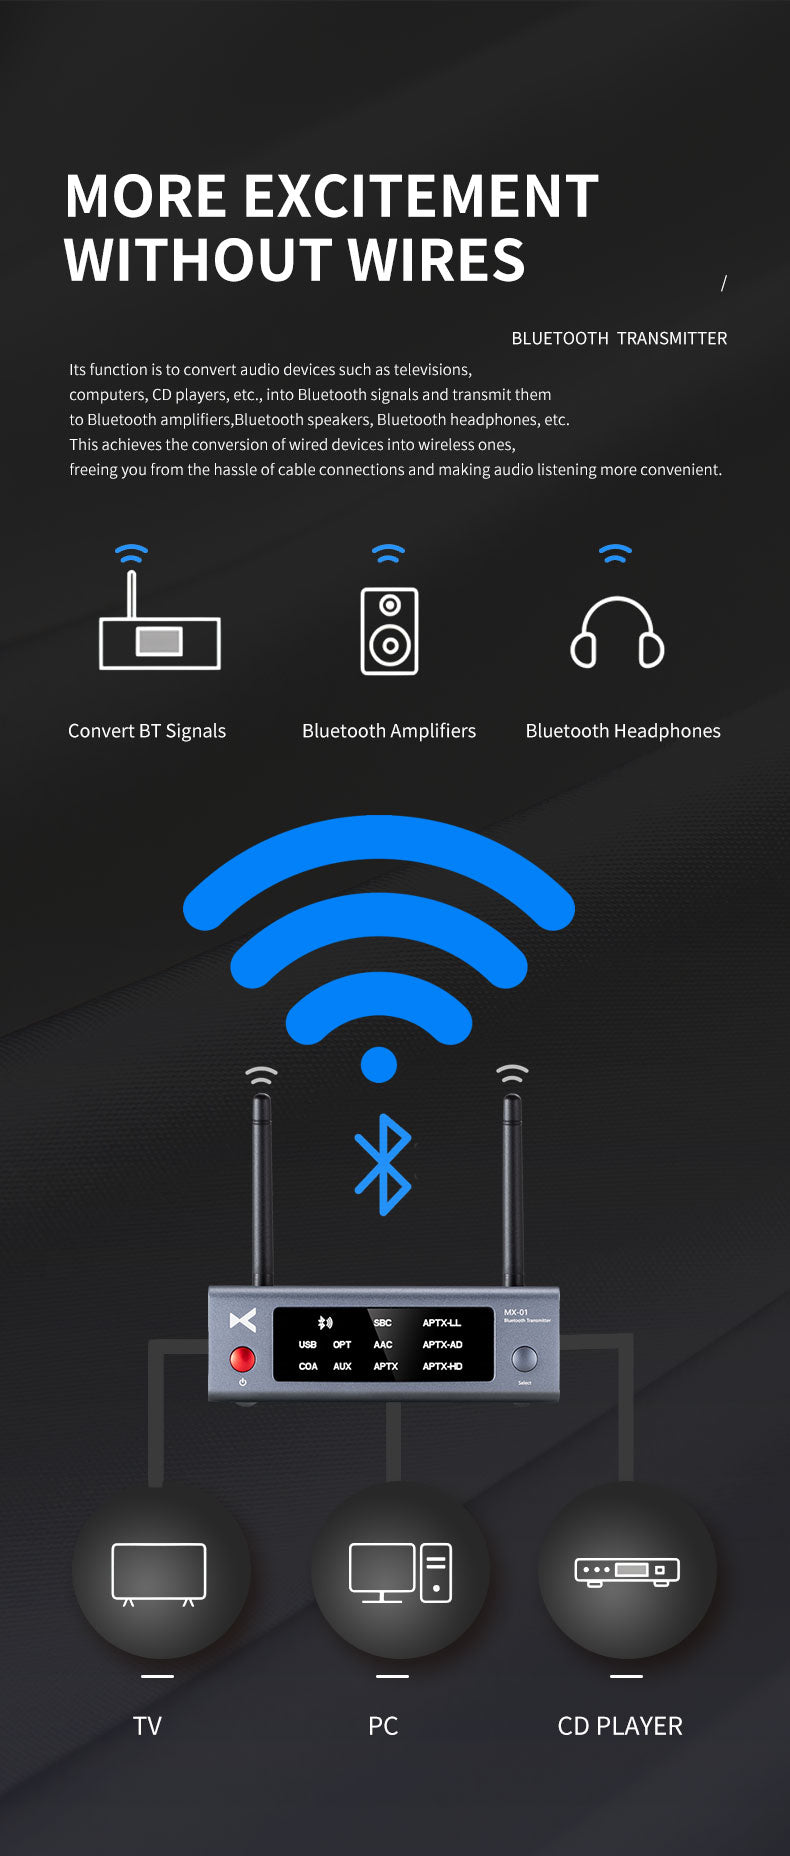 MORE EXCITEMENT
WITHOUT WIRES
/
BLUETOOTH TRANSMITTER
Its function is to convert audio devices such as televisions,
computers, CD players, etc., into Bluetooth signals and transmit them
to Bluetooth amplifiers,Bluetooth speakers, Bluetooth headphones, etc.
This achieves the conversion of wired devices into wireless ones,
freeing you from the hassle of cable connections and making audio listening more convenient.
Convert BT Signals
Bluetooth Amplifiers
Bluetooth Headphones
MX-01
Bluetooth Transmitter
SBC APTX-LL
USB OPT AAC APTX-AD
COA AUX APTX APTX-HD
Select
TV
PC
CD PLAYER